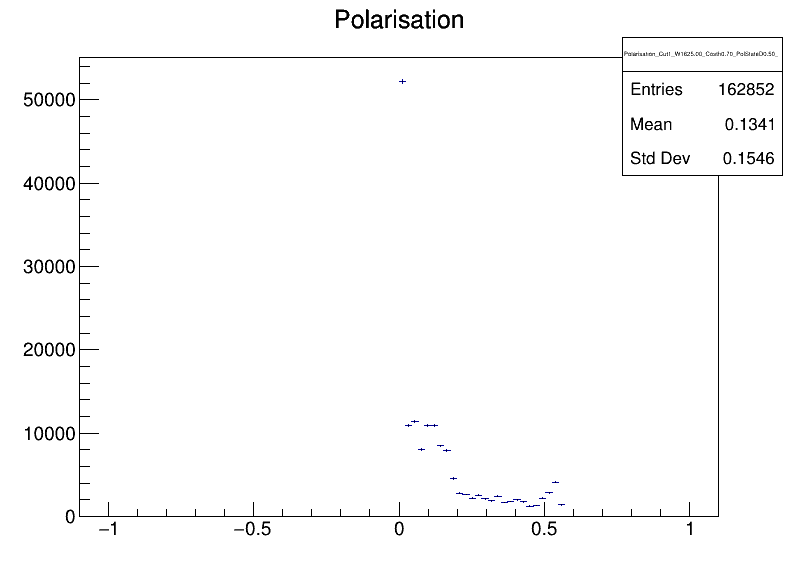 Polarisation
Polarisation_Cut1_W1625.00_Costh0.70_PolStateD0.50_
Entries 162852
Mean 0.1341
Std Dev 0.1546
50000
40000
30000
20000
10000
0
−1 −0.5 0 0.5 1